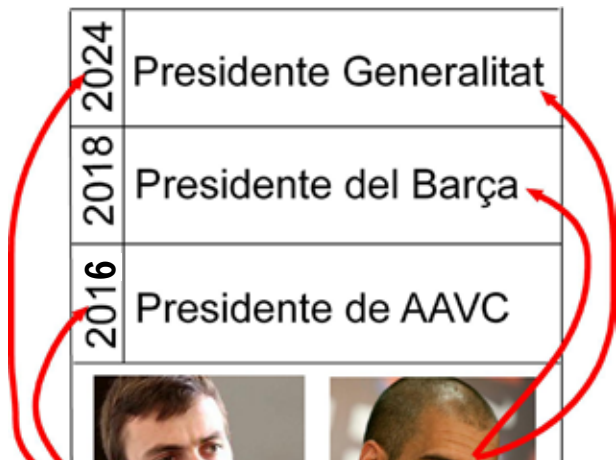 2024 Presidente Generalitat
2018 Presidente del Barça
2016 Presidente de AAVC